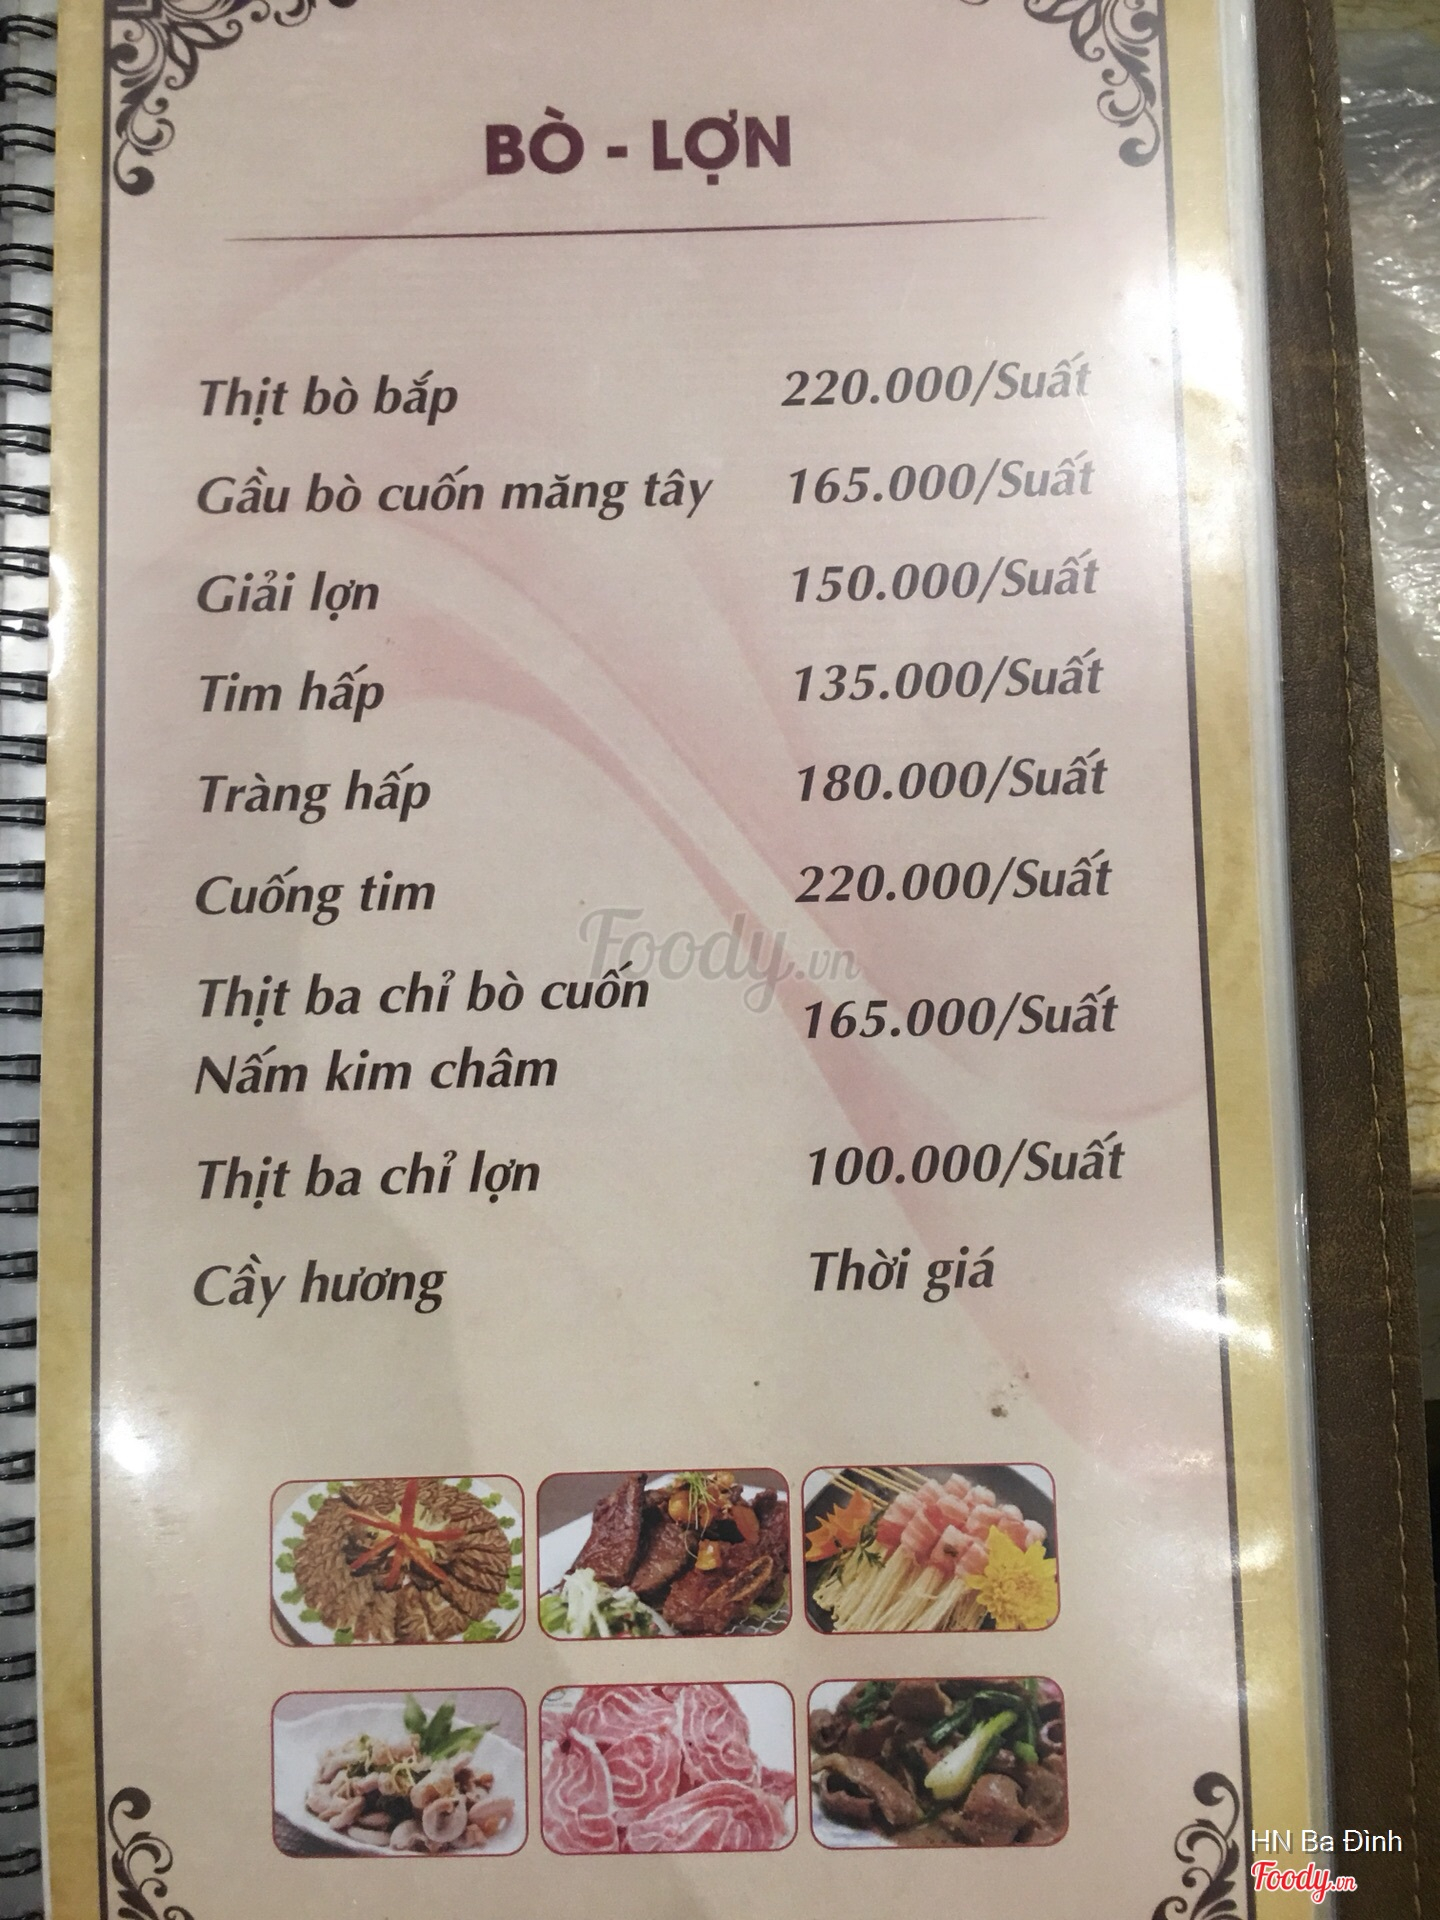 BÒ - LỢN
Thịt bò bắp 220.000/Suất
Gầu bò cuốn măng tây 165.000/Suất
Giải lợn 150.000/Suất
Tim hấp 135.000/Suất
Tràng hấp 180.000/Suất
Cuống tim 220.000/Suất
Foody.vn
Thịt ba chỉ bò cuốn 165.000/Suất
Nấm kim châm
Thịt ba chỉ lợn 100.000/Suất
Cầy hương Thời giá
HN Ba Đình
Foody.vn